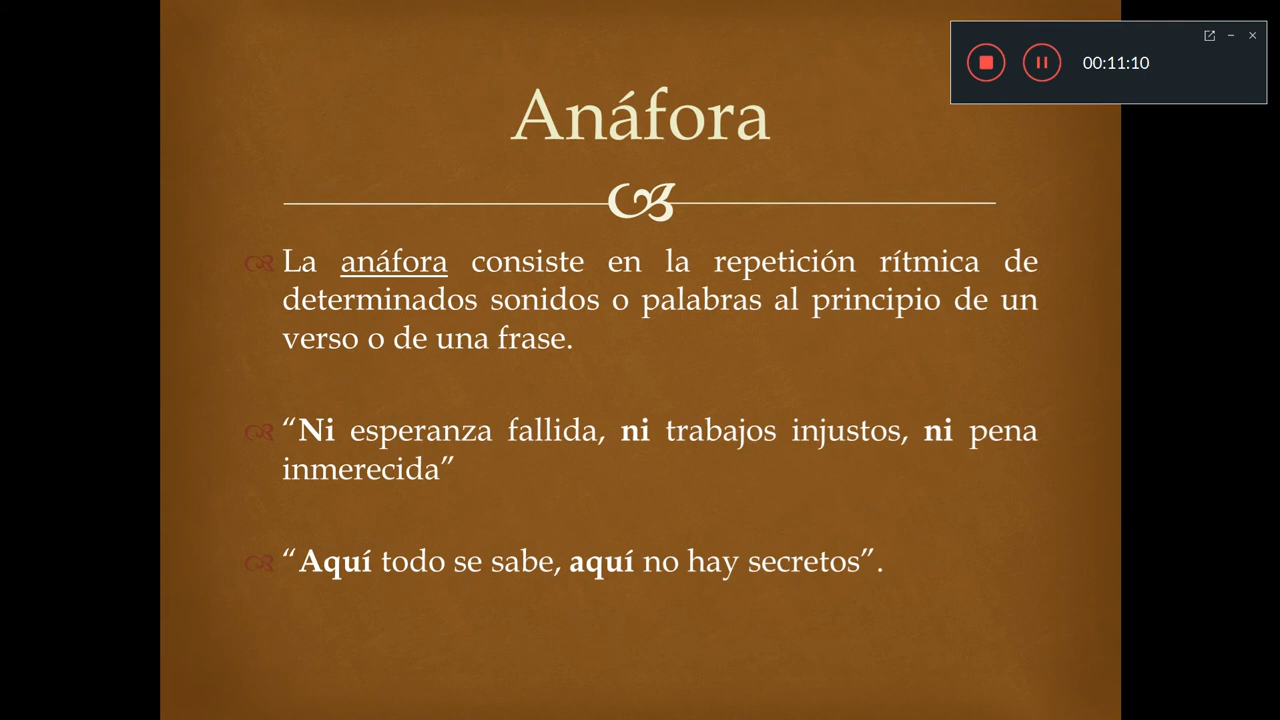 00:11:10
Anáfora
La anáfora consiste en la repetición rítmica de
determinados sonidos o palabras al principio de un
verso o de una frase.
“Ni esperanza fallida, ni trabajos injustos, ni pena
inmerecida”
“Aquí todo se sabe, aquí no hay secretos”.